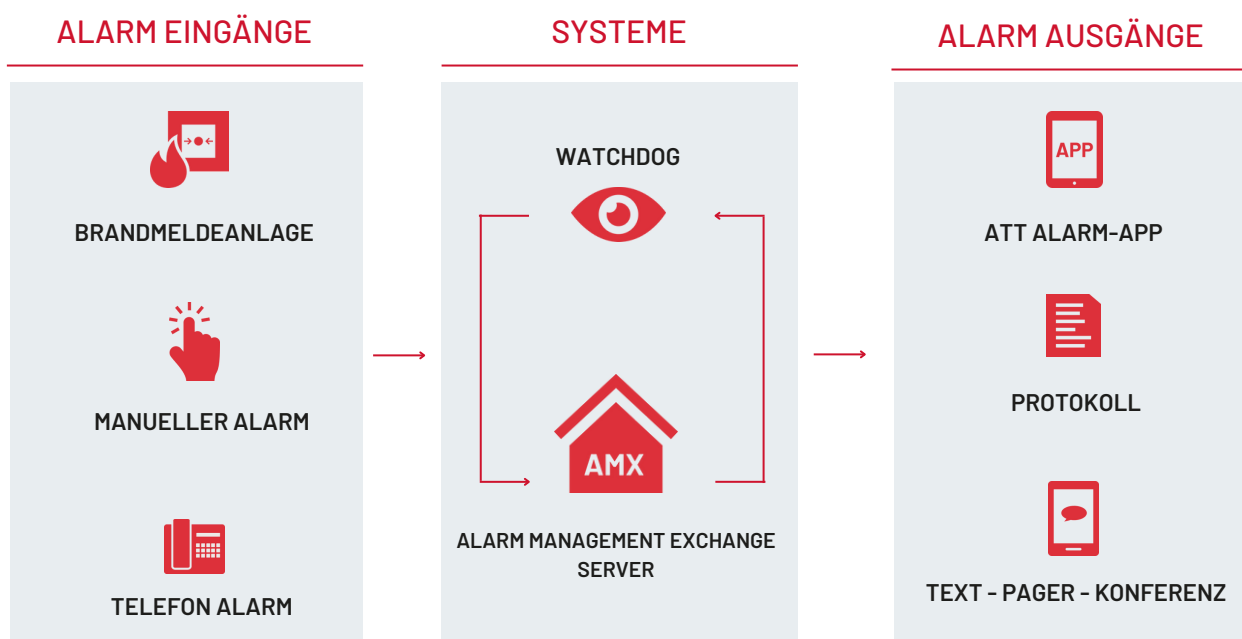 ALARM EINGÄNGE
BRANDMELDEANLAGE
MANUELLER ALARM
TELEFON ALARM
SYSTEME
WATCHDOG
AMX
ALARM MANAGEMENT EXCHANGE
SERVER
ALARM AUSGÄNGE
APP
ATT ALARM-APP
PROTOKOLL
TEXT - PAGER - KONFERENZ